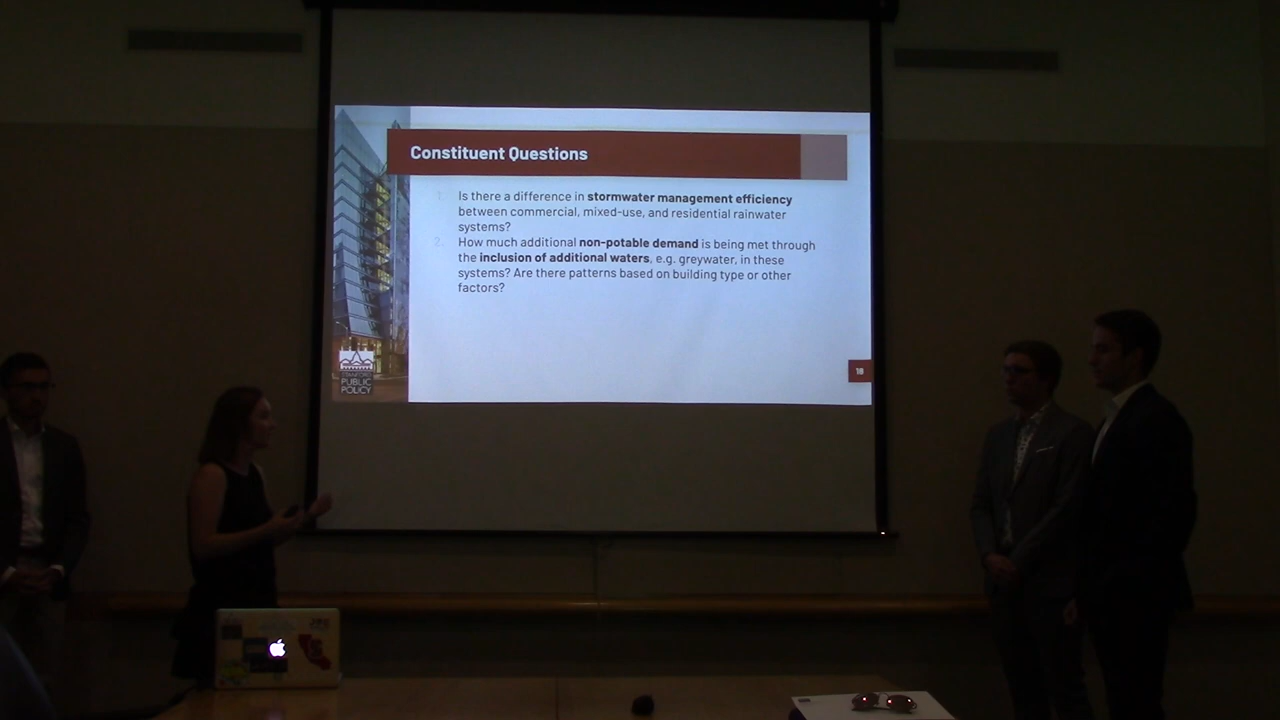 Constituent Questions
1. Is there a difference in stormwater management efficiency
between commercial, mixed-use, and residential rainwater
systems?
2. How much additional non-potable demand is being met through
the inclusion of additional waters, e.g. greywater, in these
systems? Are there patterns based on building type or other
factors?
18
STANFORD
PUBLIC
POLICY